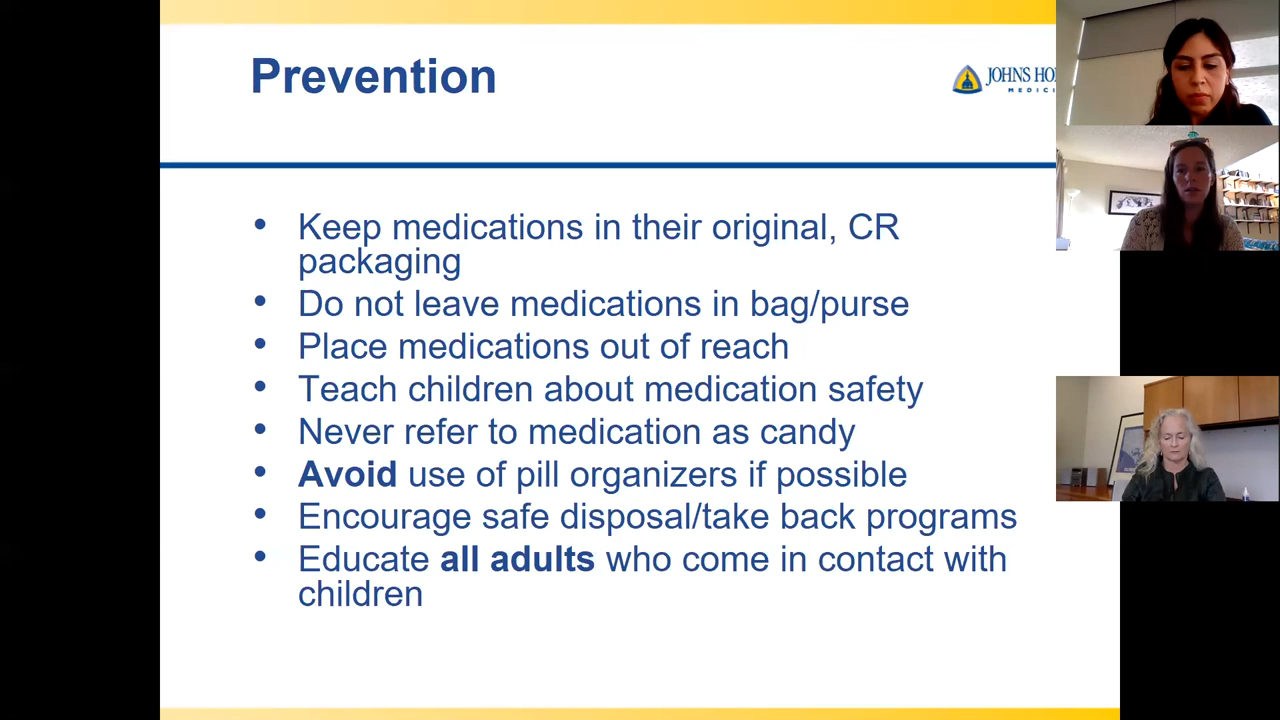 Prevention
JOHNS
• Keep medications in their original, CR
packaging
• Do not leave medications in bag/purse
• Place medications out of reach
• Teach children about medication safety
• Never refer to medication as candy
• Avoid use of pill organizers if possible
• Encourage safe disposal/take back programs
• Educate all adults who come in contact with
children